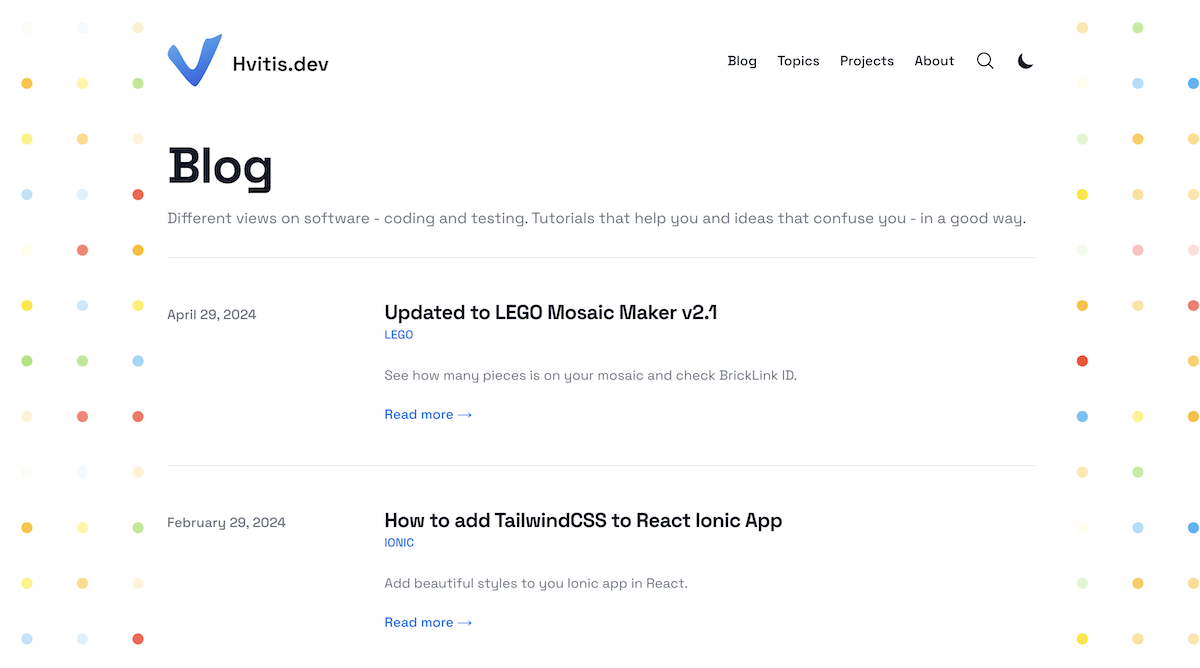 Hvitis.dev
Blog Topics Projects About
Blog
Different views on software - coding and testing. Tutorials that help you and ideas that confuse you - in a good way.
April 29, 2024
Updated to LEGO Mosaic Maker v2.1
LEGO
See how many pieces is on your mosaic and check BrickLink ID.
Read more →
February 29, 2024
How to add TailwindCSS to React Ionic App
IONIC
Add beautiful styles to you Ionic app in React.
Read more →